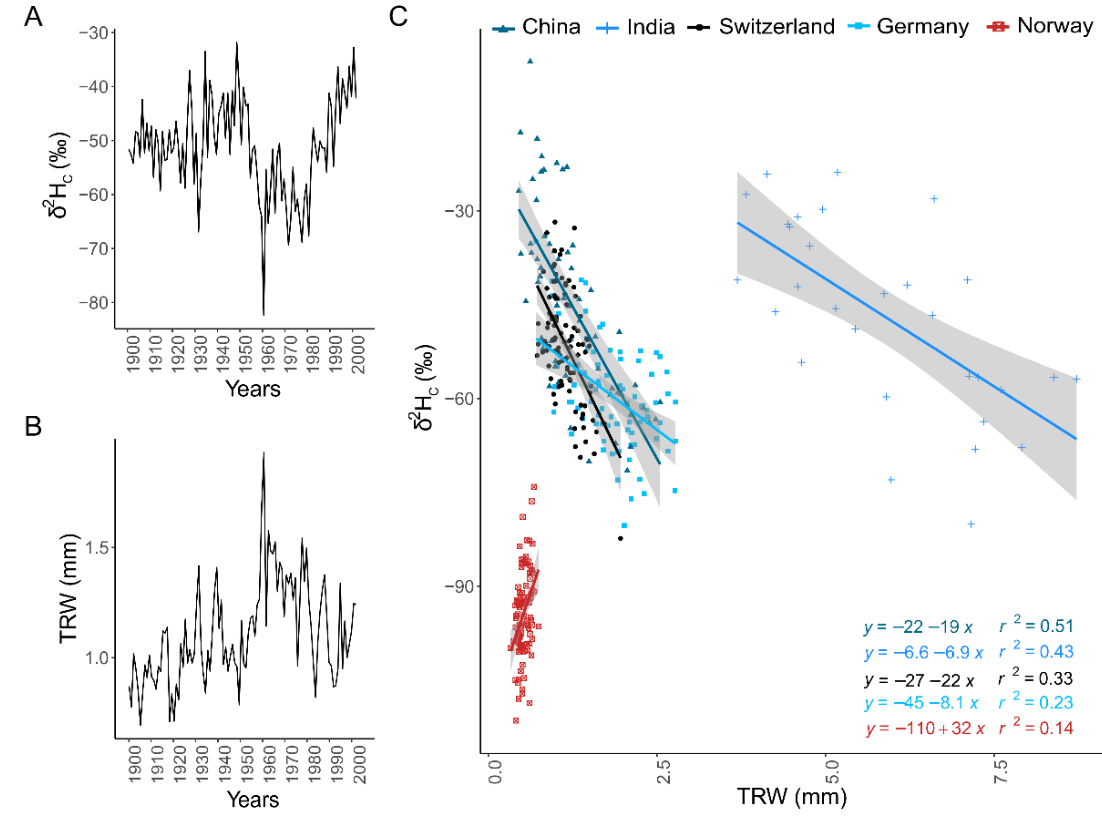 A
−30
−40
−50
−60
−70
−80
δ²H_C (‰)
1900 1910 1920 1930 1940 1950 1960 1970 1980 1990 2000
Years
B
1.5
1.0
TRW (mm)
1900 1910 1920 1930 1940 1950 1960 1970 1980 1990 2000
Years
C
China India Switzerland Germany Norway
−30
−60
−90
δ²H_C (‰)
y = −22 −19 x r ² = 0.51
y = −6.6 −6.9 x r ² = 0.43
y = −27 −22 x r ² = 0.33
y = −45 −8.1 x r ² = 0.23
y = −110 + 32 x r ² = 0.14
0.0 2.5 5.0 7.5
TRW (mm)